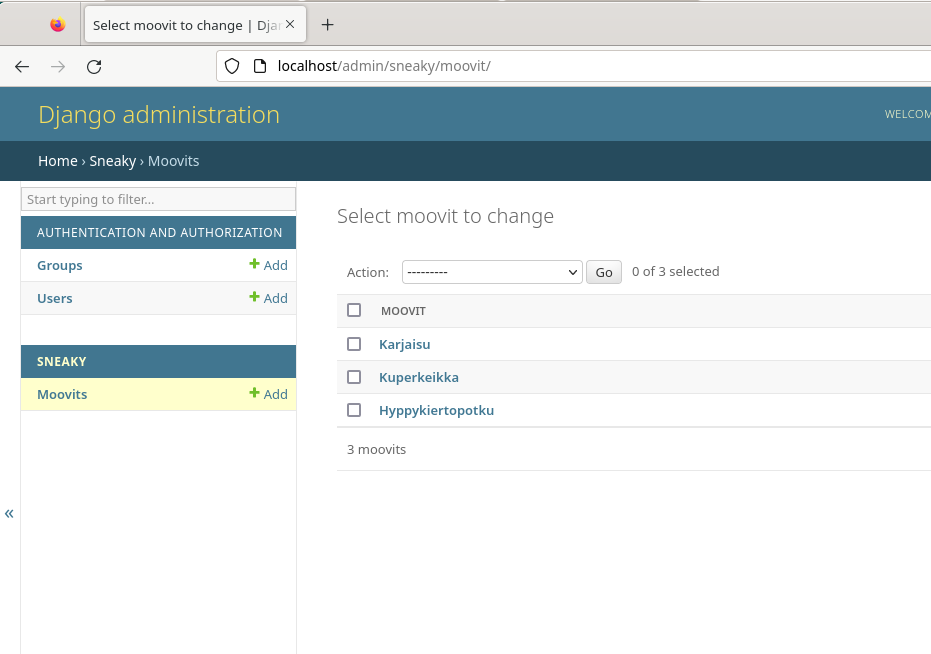 Select moovit to change | Djan
localhost/admin/sneaky/moovit/
Django administration
WELCOM
Home › Sneaky › Moovits
Start typing to filter...
AUTHENTICATION AND AUTHORIZATION
Groups + Add
Users + Add
SNEAKY
Moovits + Add
«
Select moovit to change
Action: --------- Go 0 of 3 selected
MOOVIT
Karjaisu
Kuperkeikka
Hyppykiertopotku
3 moovits